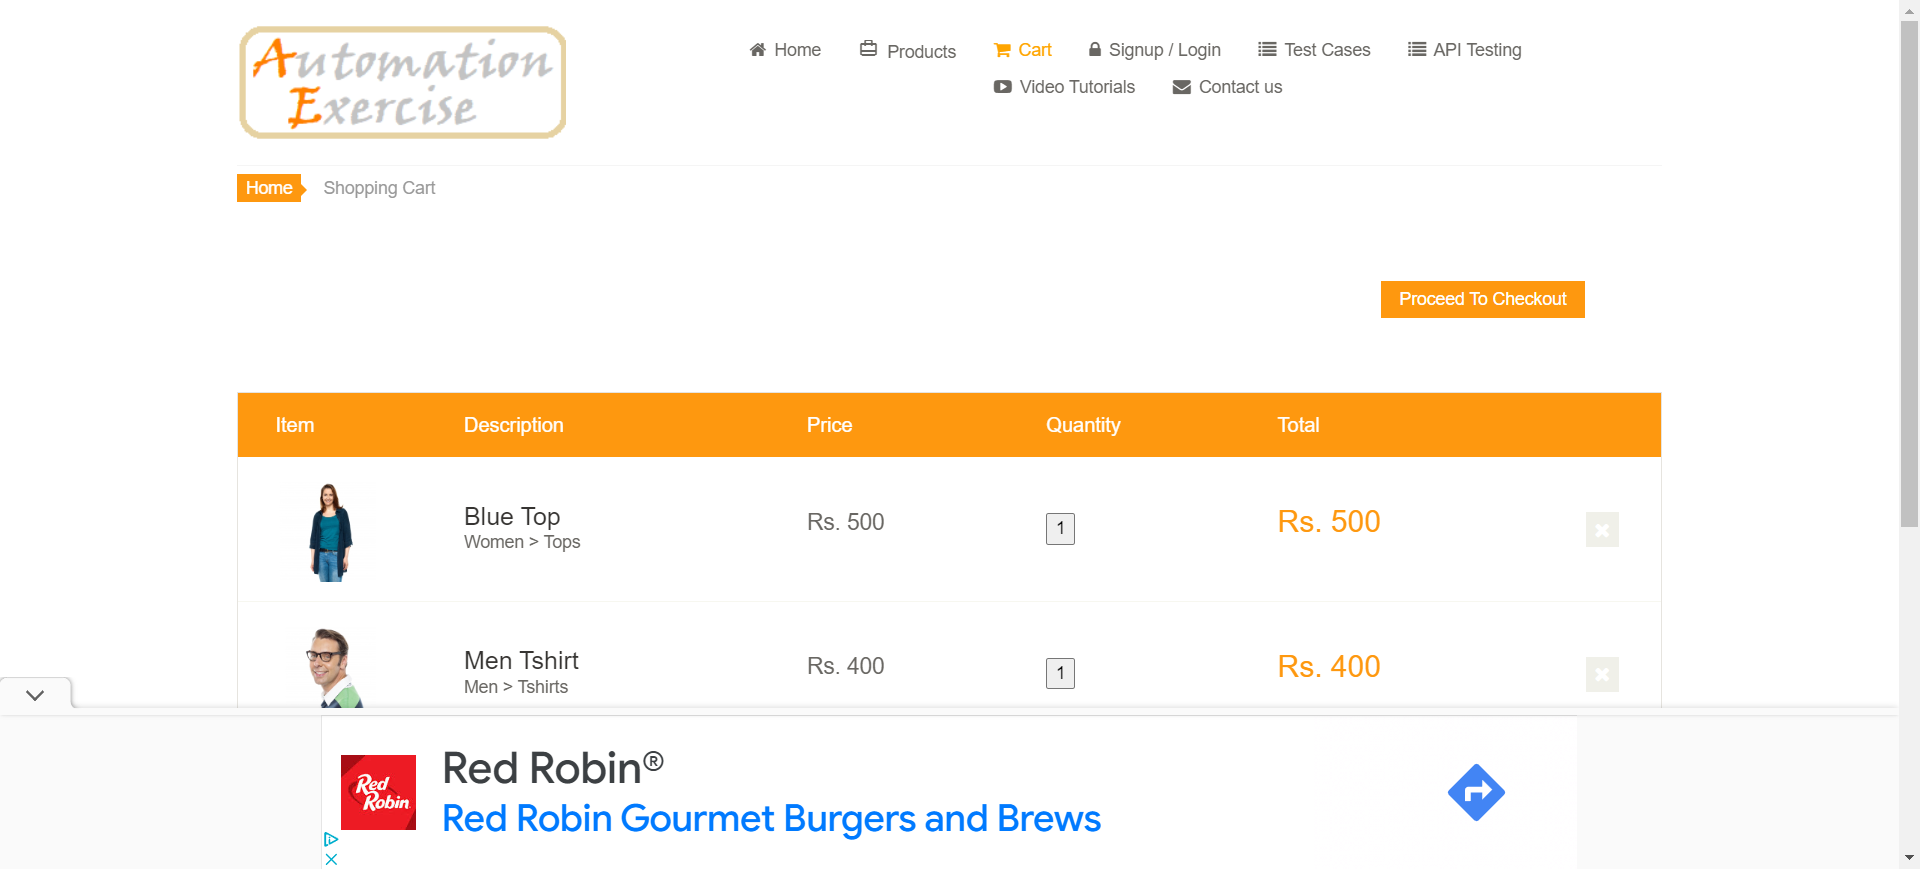 Automation
Exercise
Home Products Cart Signup / Login Test Cases API Testing
Video Tutorials Contact us
Home Shopping Cart
Proceed To Checkout
Item Description Price Quantity Total
Blue Top
Women > Tops
Rs. 500 1 Rs. 500
Men Tshirt
Men > Tshirts
Rs. 400 1 Rs. 400
Red
Robin
Red Robin®
Red Robin Gourmet Burgers and Brews